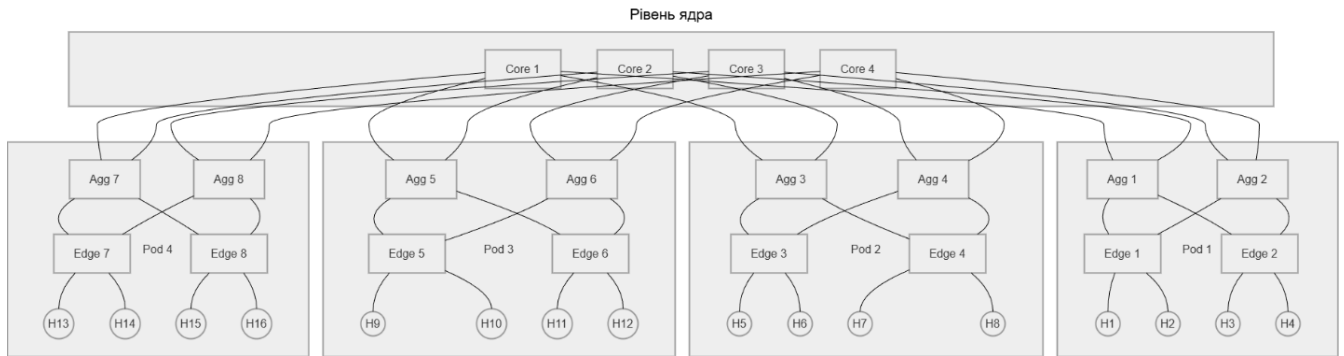 Рівень ядра
Core 1 Core 2 Core 3 Core 4
Agg 7 Agg 8 Agg 5 Agg 6 Agg 3 Agg 4 Agg 1 Agg 2
Edge 7 Pod 4 Edge 8 Edge 5 Pod 3 Edge 6 Edge 3 Pod 2 Edge 4 Edge 1 Pod 1 Edge 2
H13 H14 H15 H16 H9 H10 H11 H12 H5 H6 H7 H8 H1 H2 H3 H4